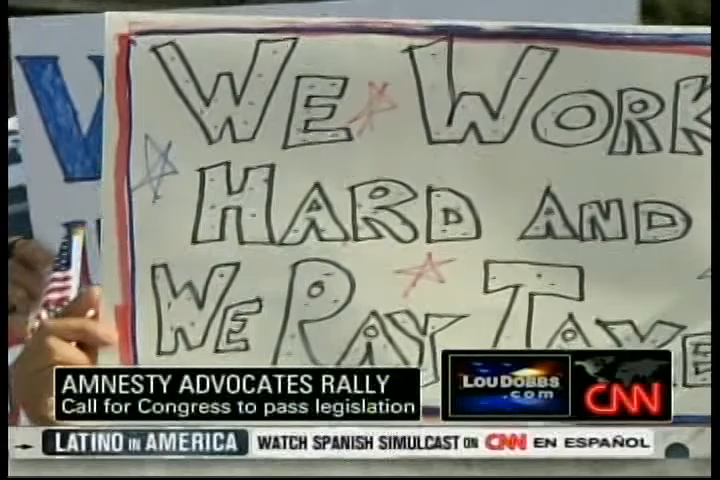 WE WORK
HARD AND
WE PAY TAXE
AMNESTY ADVOCATES RALLY
Call for Congress to pass legislation
LOUDOBBS
.com
CNN
LATINO IN AMERICA WATCH SPANISH SIMULCAST ON CNN EN ESPAÑOL